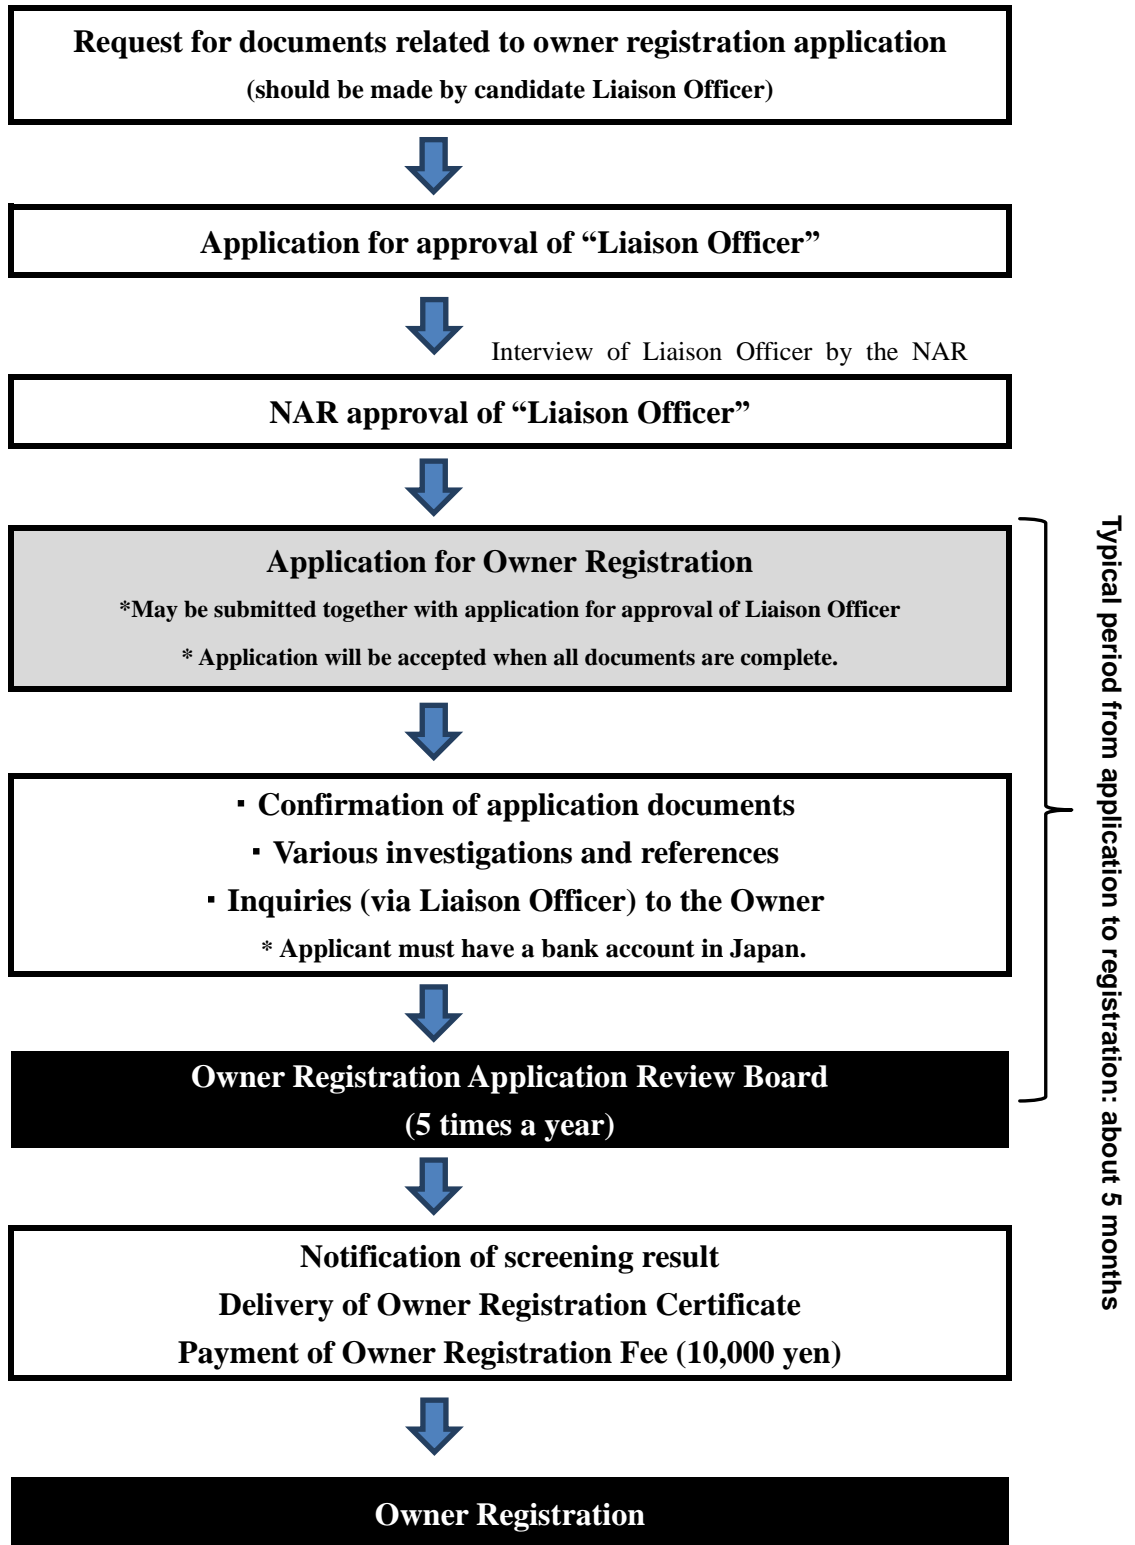 Request for documents related to owner registration application
(should be made by candidate Liaison Officer)
Application for approval of “Liaison Officer”
Interview of Liaison Officer by the NAR
NAR approval of “Liaison Officer”
Application for Owner Registration
*May be submitted together with application for approval of Liaison Officer
* Application will be accepted when all documents are complete.
・Confirmation of application documents
・Various investigations and references
・Inquiries (via Liaison Officer) to the Owner
* Applicant must have a bank account in Japan.
Owner Registration Application Review Board
(5 times a year)
Notification of screening result
Delivery of Owner Registration Certificate
Payment of Owner Registration Fee (10,000 yen)
Owner Registration
Typical period from application to registration: about 5 months